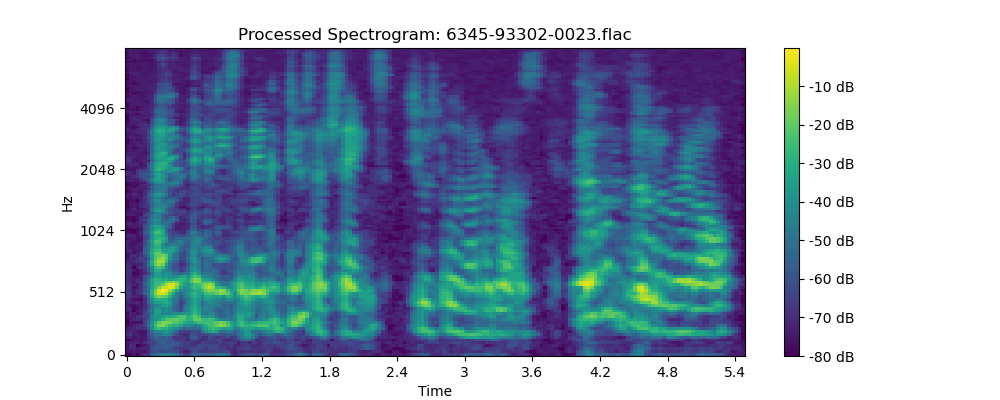 Processed Spectrogram: 6345-93302-0023.flac
Hz
4096
2048
1024
512
0
0 0.6 1.2 1.8 2.4 3 3.6 4.2 4.8 5.4
Time
-10 dB
-20 dB
-30 dB
-40 dB
-50 dB
-60 dB
-70 dB
-80 dB